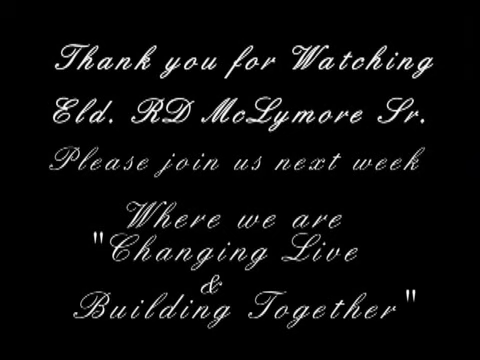 Thank you for Watching
Eld. RD McLymore Sr.
Please join us next week
Where we are
"Changing Live
&
Building Together"